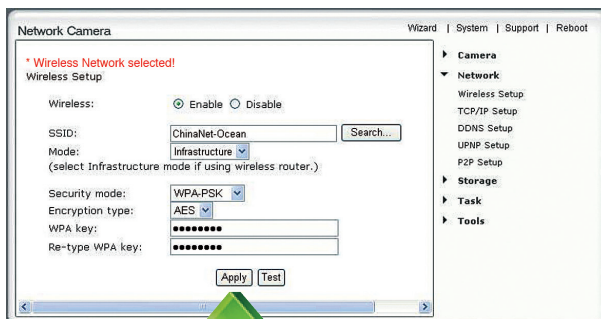 Network Camera
Wizard | System | Support | Reboot
* Wireless Network selected!
Wireless Setup
Wireless: Enable Disable
SSID: ChinaNet-Ocean Search...
Mode: Infrastructure
(select Infrastructure mode if using wireless router.)
Security mode: WPA-PSK
Encryption type: AES
WPA key: ●●●●●●●●
Re-type WPA key: ●●●●●●●●
Apply Test
Camera
Network
Wireless Setup
TCP/IP Setup
DDNS Setup
UPNP Setup
P2P Setup
Storage
Task
Tools